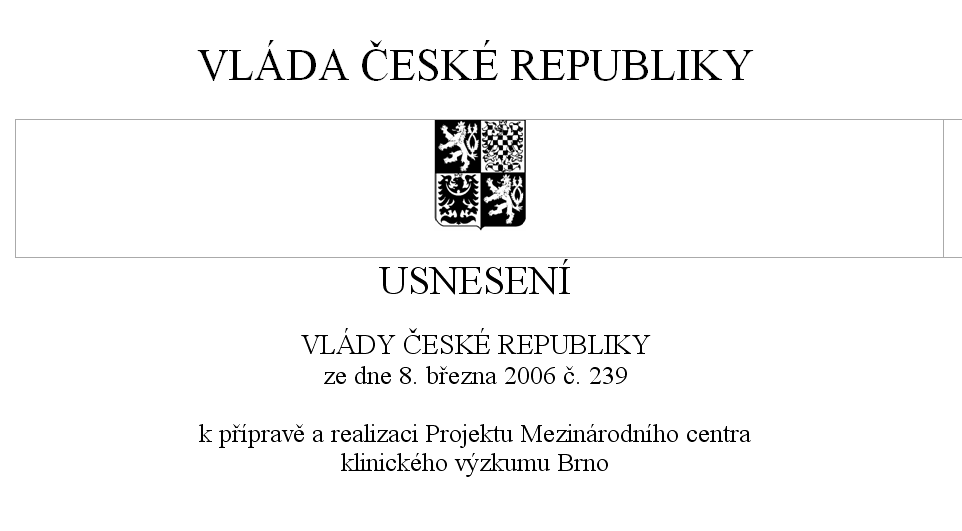 VLÁDA ČESKÉ REPUBLIKY
USNESENÍ
VLÁDY ČESKÉ REPUBLIKY
ze dne 8. března 2006 č. 239
k přípravě a realizaci Projektu Mezinárodního centra
klinického výzkumu Brno